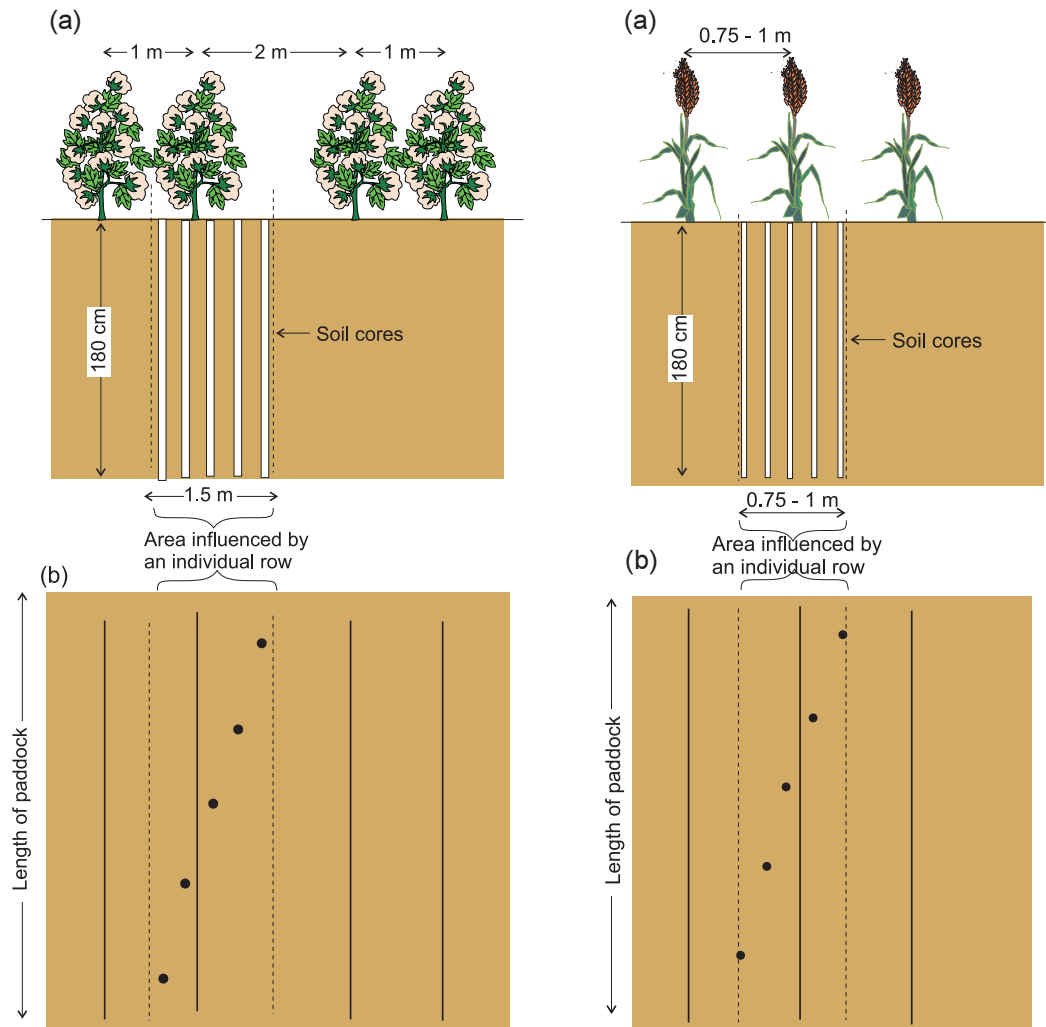 (a)
1 m
2 m
1 m
180 cm
Soil cores
1.5 m
Area influenced by
an individual row
(b)
Length of paddock
(a)
0.75 - 1 m
180 cm
Soil cores
0.75 - 1 m
Area influenced by
an individual row
(b)
Length of paddock